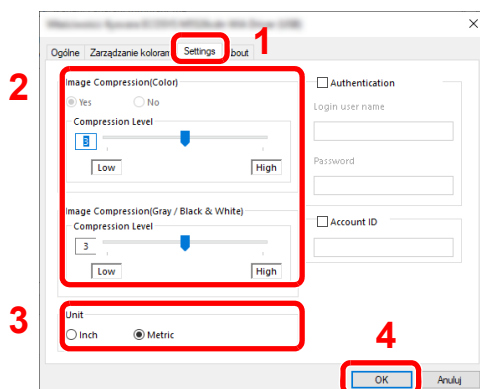 1
Ogólne Zarządzanie koloram Settings bout
2
Image Compression(Color)
Yes No
Compression Level
3
Low High
Image Compression(Gray / Black & White)
Compression Level
3
Low High
Authentication
Login user name
Password
Account ID
3
Unit
Inch Metric
4
OK Anuluj